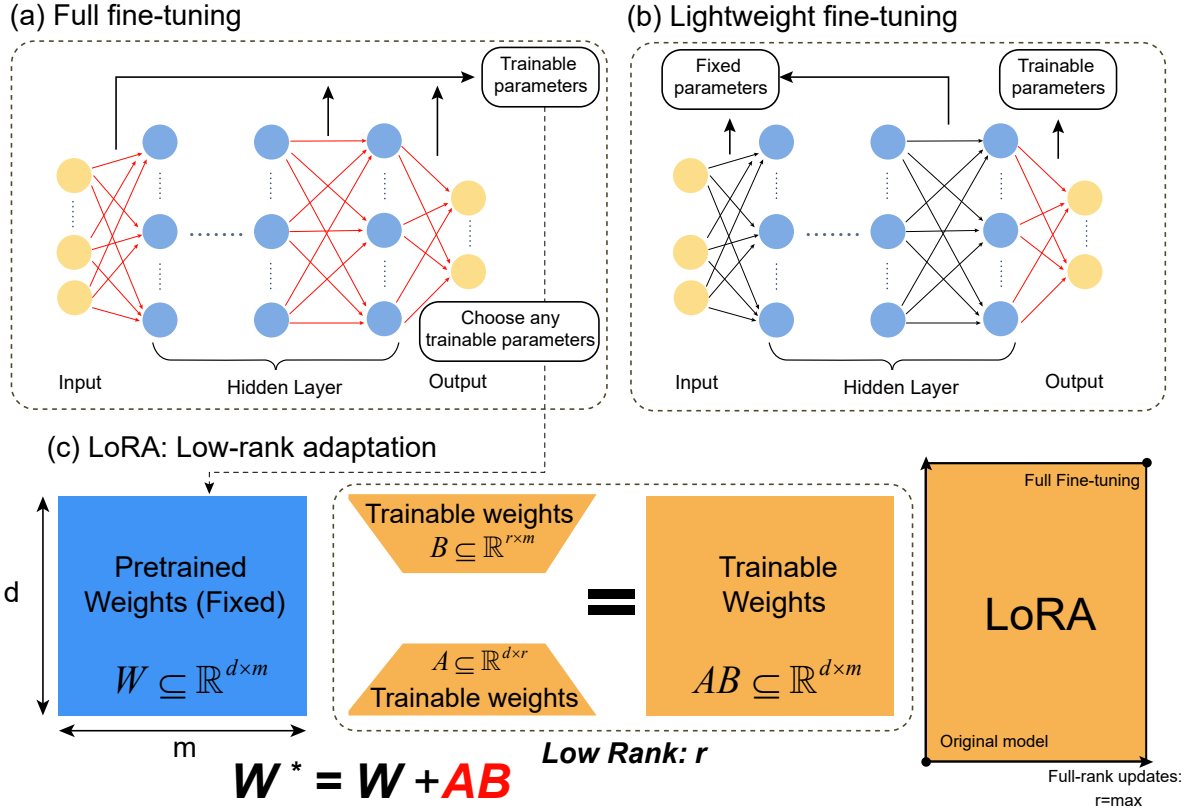 (a) Full fine-tuning
Trainable
parameters
Choose any
trainable parameters
Input
Hidden Layer
Output
(b) Lightweight fine-tuning
Fixed
parameters
Trainable
parameters
Input
Hidden Layer
Output
(c) LoRA: Low-rank adaptation
d
Pretrained
Weights (Fixed)
W ⊆ ℝ^{d×m}
m
Trainable weights
B ⊆ ℝ^{r×m}
A ⊆ ℝ^{d×r}
Trainable weights
=
Trainable
Weights
AB ⊆ ℝ^{d×m}
Low Rank: r
W* = W + AB
Full Fine-tuning
LoRA
Original model
Full-rank updates:
r=max